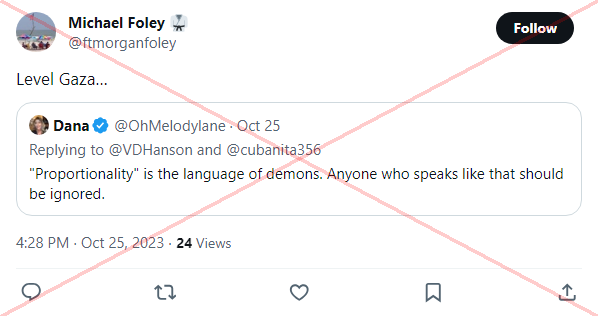 Michael Foley 🥋
Follow
@ftmorganfoley
Level Gaza...
Dana @OhMelodylane · Oct 25
Replying to @VDHanson and @cubanita356
"Proportionality" is the language of demons. Anyone who speaks like that should
be ignored.
4:28 PM · Oct 25, 2023 · 24 Views